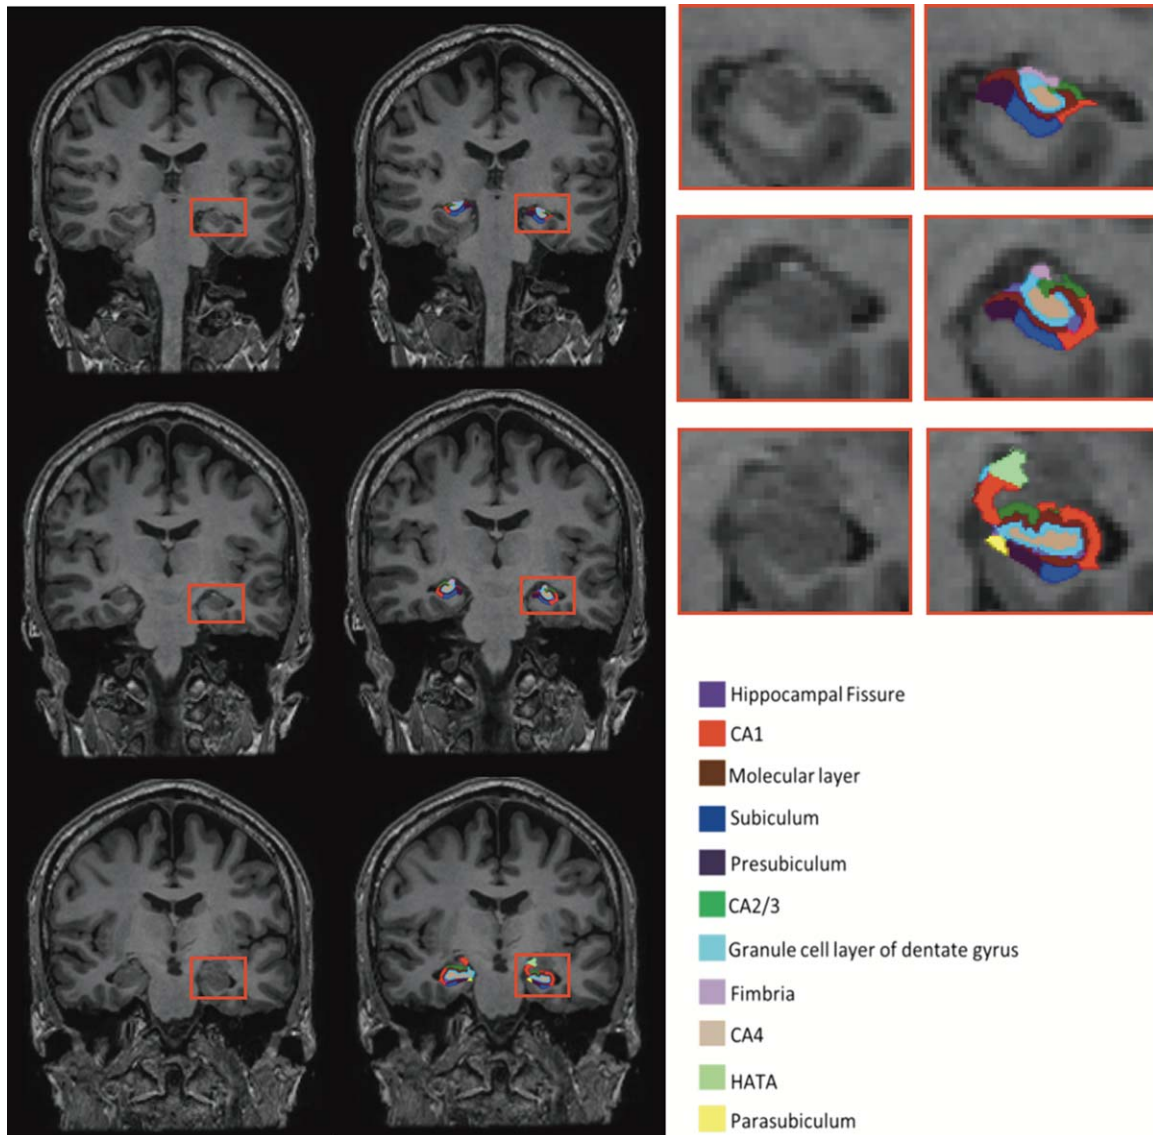 Hippocampal Fissure
CA1
Molecular layer
Subiculum
Presubiculum
CA2/3
Granule cell layer of dentate gyrus
Fimbria
CA4
HATA
Parasubiculum